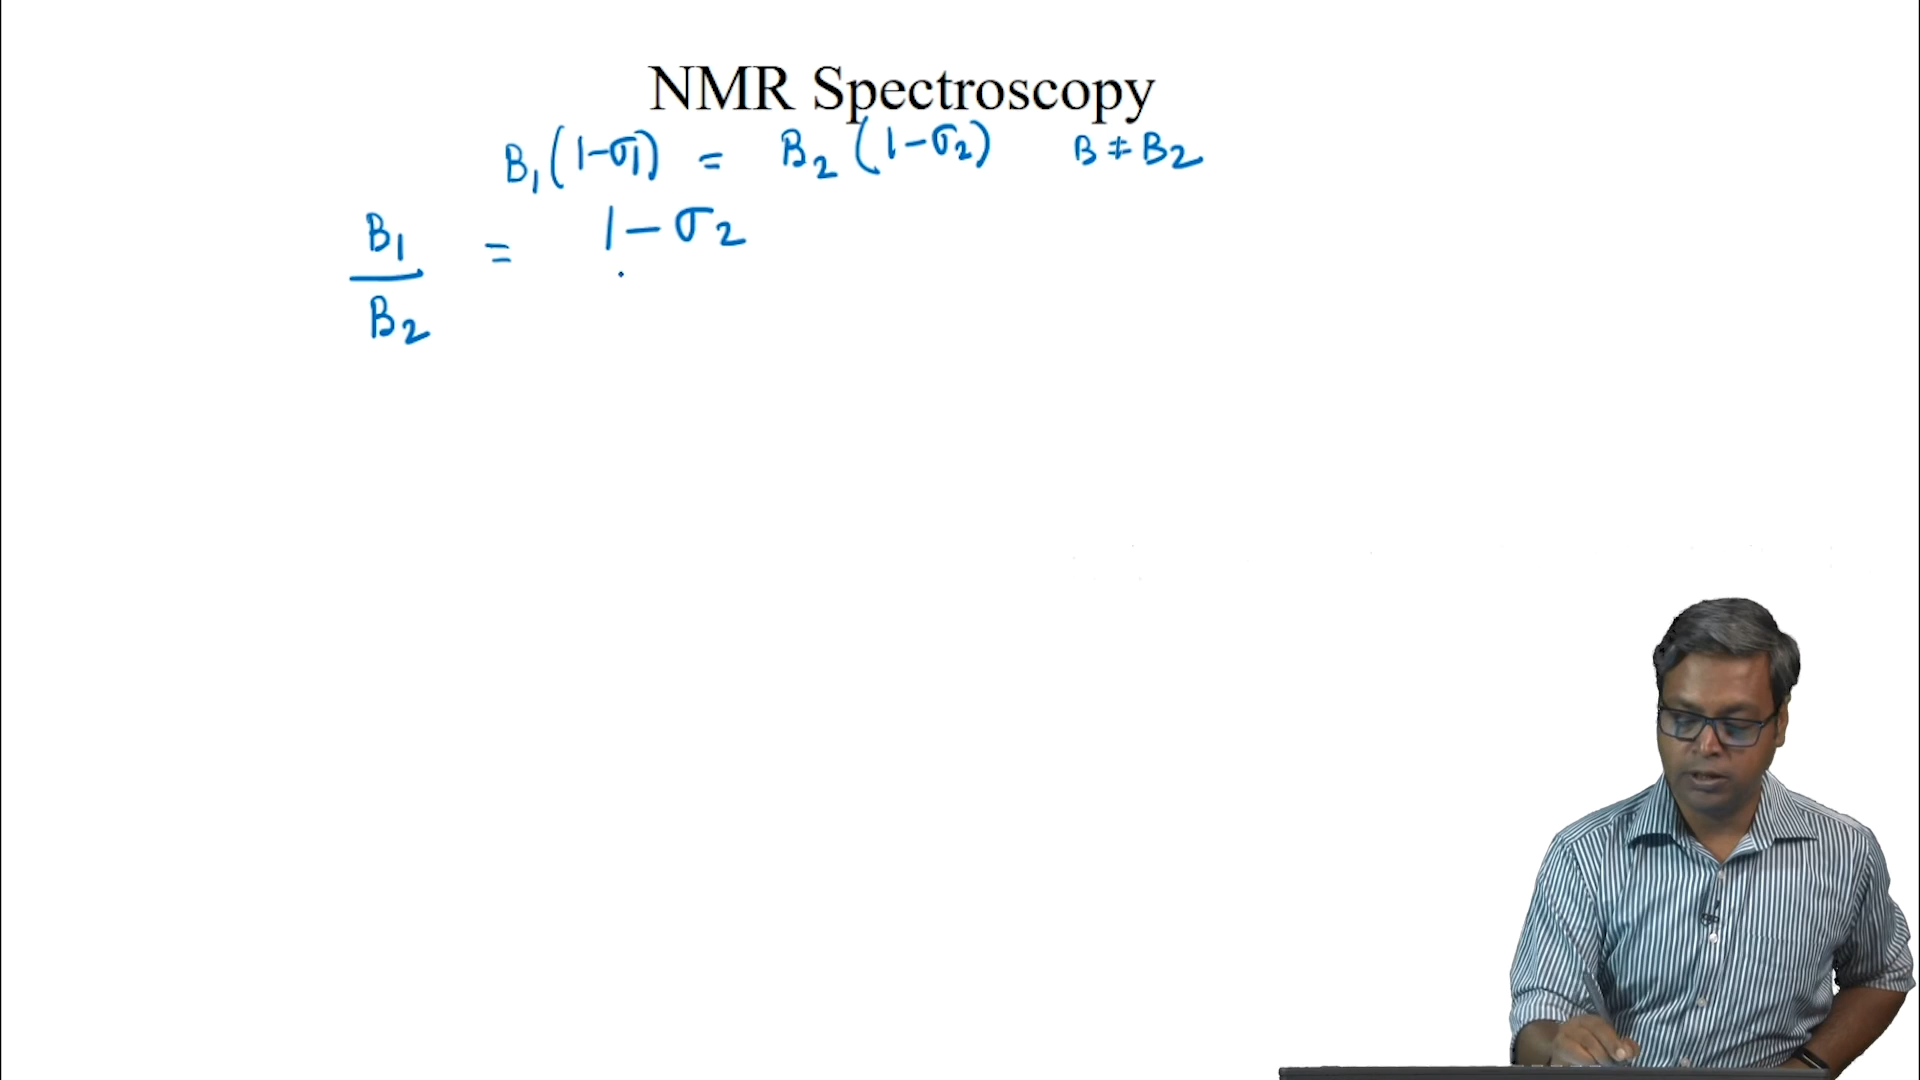 NMR Spectroscopy
B₁(1-σ₁) = B₂(1-σ₂) B ≠ B₂
B₁/B₂ = 1-σ₂